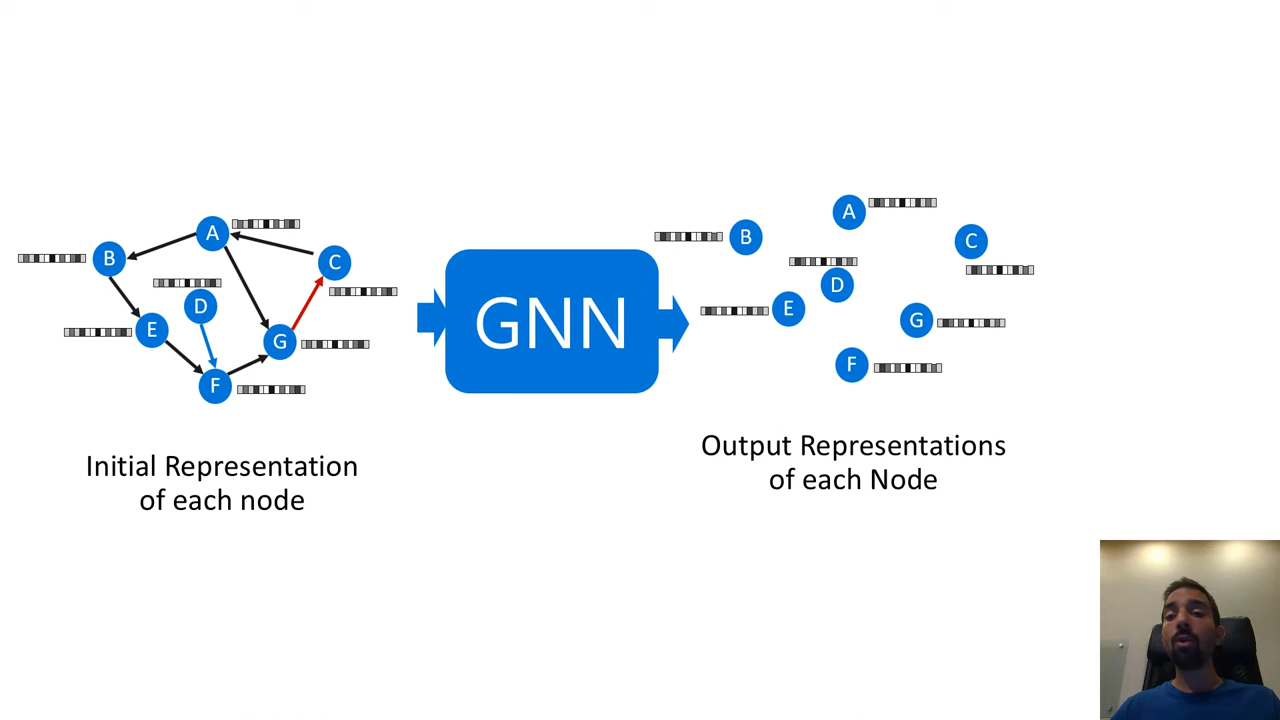 A
B
C
D
E
G
F
Initial Representation
of each node
GNN
A
B
C
D
E
G
F
Output Representations
of each Node